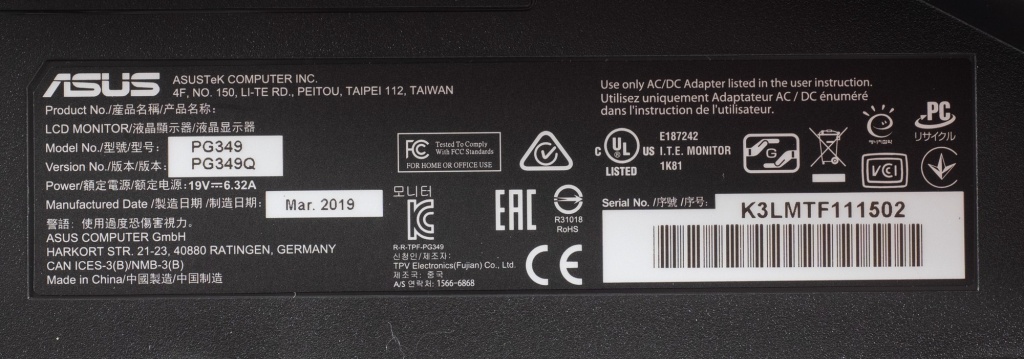 ASUS
ASUSTeK COMPUTER INC.
4F, NO. 150, LI-TE RD., PEITOU, TAIPEI 112, TAIWAN
Product No./産品名稱/产品名称:
LCD MONITOR/液晶顯示器/液晶显示器
Model No./型號/型号: PG349
Version No./版本/版本: PG349Q
Power/額定電源/额定电源: 19V⎓6.32A
Manufactured Date /製造日期 /制造日期: Mar. 2019
警語: 使用過度恐傷害視力。
ASUS COMPUTER GmbH
HARKORT STR. 21-23, 40880 RATINGEN, GERMANY
CAN ICES-3(B)/NMB-3(B)
Made in China/中國製造/中国制造
FC Tested To Comply
With FCC Standards
FOR HOME OR OFFICE USE
모니터
R-R-TPF-PG349
신청인/제조자:
TPV Electronics(Fujian) Co., Ltd.
제조국: 중국
A/S 연락처: 1566-6868
EAC
R31018
RoHS
CE
Use only AC/DC Adapter listed in the user instruction.
Utilisez uniquement Adaptateur AC / DC énuméré
dans l'instruction de l'utilisateur.
C UL US
LISTED
E187242
I.T.E. MONITOR
1K81
G
PC
リサイクル
VCI
Serial No. /序號 /序号:
K3LMTF111502